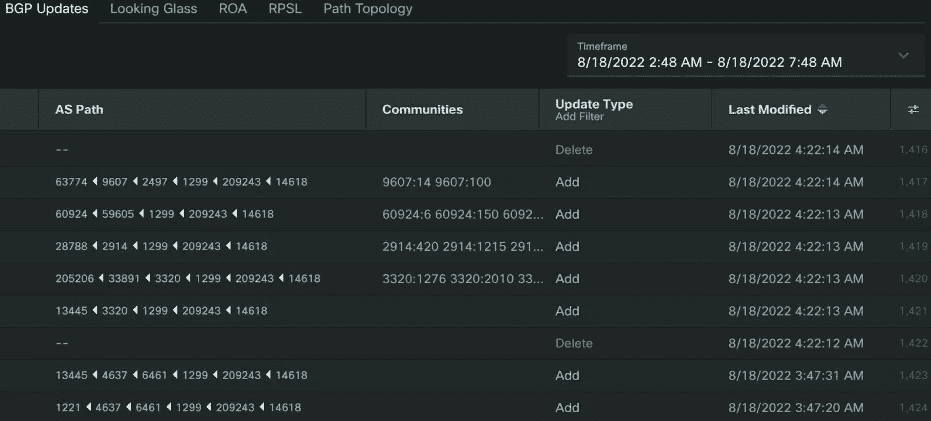 BGP Updates Looking Glass ROA RPSL Path Topology
Timeframe
8/18/2022 2:48 AM - 8/18/2022 7:48 AM
AS Path Communities Update Type Last Modified
Add Filter
-- Delete 8/18/2022 4:22:14 AM 1,416
63774 9607 2497 1299 209243 14618 9607:14 9607:100 Add 8/18/2022 4:22:14 AM 1,417
60924 59605 1299 209243 14618 60924:6 60924:150 6092... Add 8/18/2022 4:22:13 AM 1,418
28788 2914 1299 209243 14618 2914:420 2914:1215 291... Add 8/18/2022 4:22:13 AM 1,419
205206 33891 3320 1299 209243 14618 3320:1276 3320:2010 33... Add 8/18/2022 4:22:13 AM 1,420
13445 3320 1299 209243 14618 Add 8/18/2022 4:22:13 AM 1,421
-- Delete 8/18/2022 4:22:12 AM 1,422
13445 4637 6461 1299 209243 14618 Add 8/18/2022 3:47:31 AM 1,423
1221 4637 6461 1299 209243 14618 Add 8/18/2022 3:47:20 AM 1,424